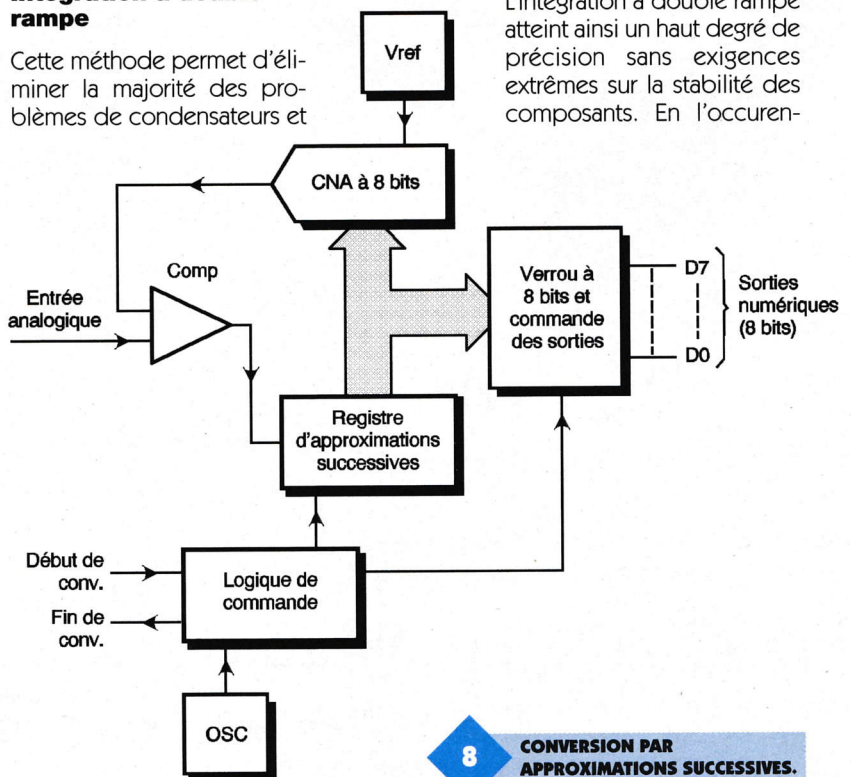 rampe
Cette méthode permet d'éli-
miner la majorité des pro-
blèmes de condensateurs et
L'intégration à double rampe
atteint ainsi un haut degré de
précision sans exigences
extrêmes sur la stabilité des
composants. En l'occuren-
Vref
CNA à 8 bits
Comp
Entrée
analogique
Verrou à
8 bits et
commande
des sorties
D7
D0
Sorties
numériques
(8 bits)
Registre
d'approximations
successives
Début de
conv.
Fin de
conv.
Logique de
commande
OSC
8
CONVERSION PAR
APPROXIMATIONS SUCCESSIVES.